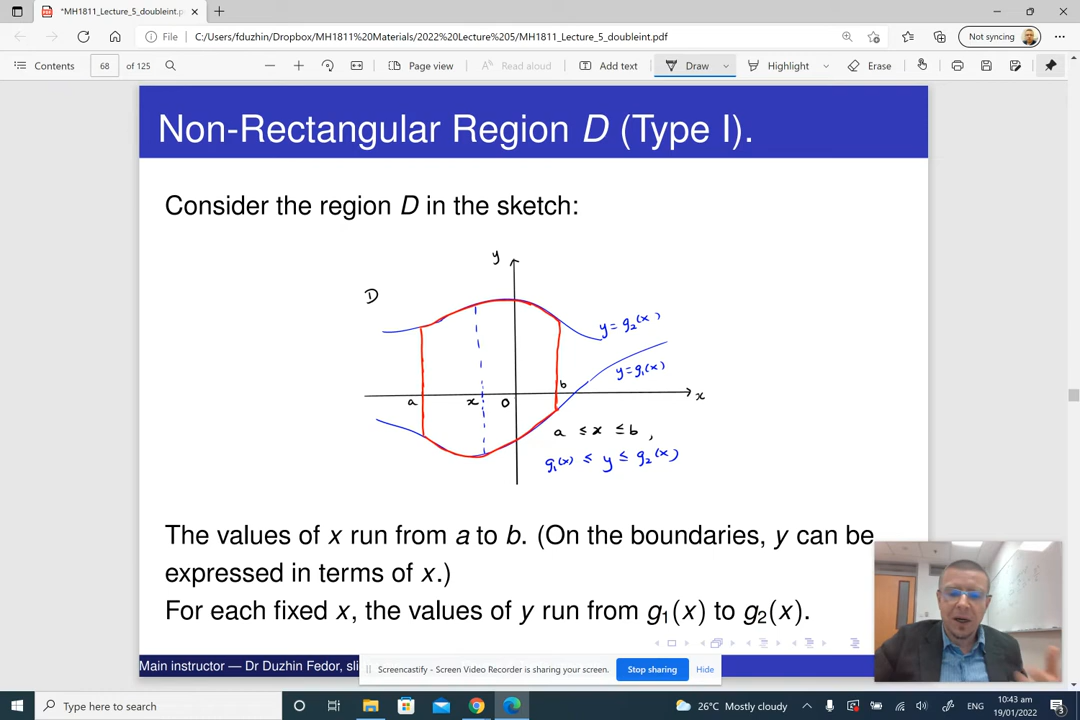 *MH1811_Lecture_5_doubleint.p
File
C:/Users/fduzhin/Dropbox/MH1811%20Materials/2022%20Lecture%205/MH1811_Lecture_5_doubleint.pdf
Not syncing
Contents
68 of 125
Page view
Read aloud
Add text
Draw
Highlight
Erase
Non-Rectangular Region D (Type I).
Consider the region D in the sketch:
y
D
y = g₂(x)
y = g₁(x)
b
a x 0 x
a ≤ x ≤ b ,
g₁(x) ≤ y ≤ g₂(x)
The values of x run from a to b. (On the boundaries, y can be
expressed in terms of x.)
For each fixed x, the values of y run from g₁(x) to g₂(x).
Main instructor — Dr Duzhin Fedor, sli
Screencastify - Screen Video Recorder is sharing your screen.
Stop sharing
Hide
Type here to search
26°C Mostly cloudy
ENG
10:43 am
19/01/2022
3